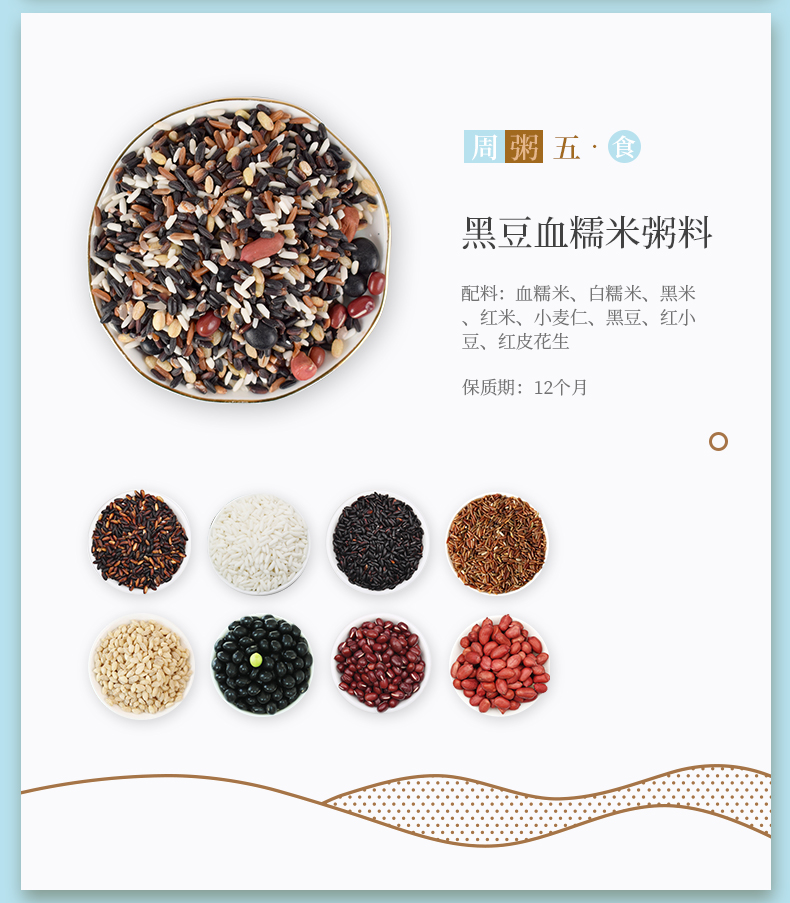 周粥五·食
黑豆血糯米粥料
配料：血糯米、白糯米、黑米
、红米、小麦仁、黑豆、红小
豆、红皮花生
保质期：12个月